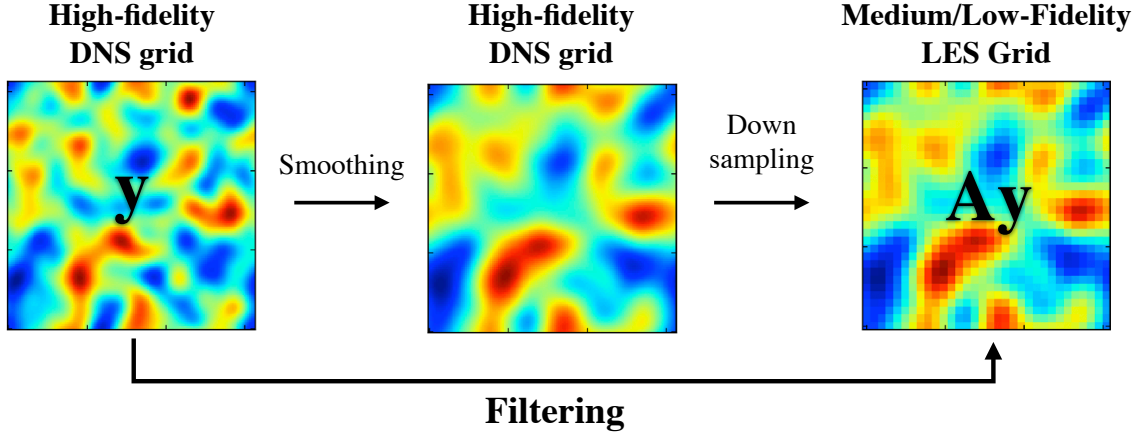 High-fidelity
DNS grid
High-fidelity
DNS grid
Medium/Low-Fidelity
LES Grid
y
Smoothing
Down
sampling
Ay
Filtering